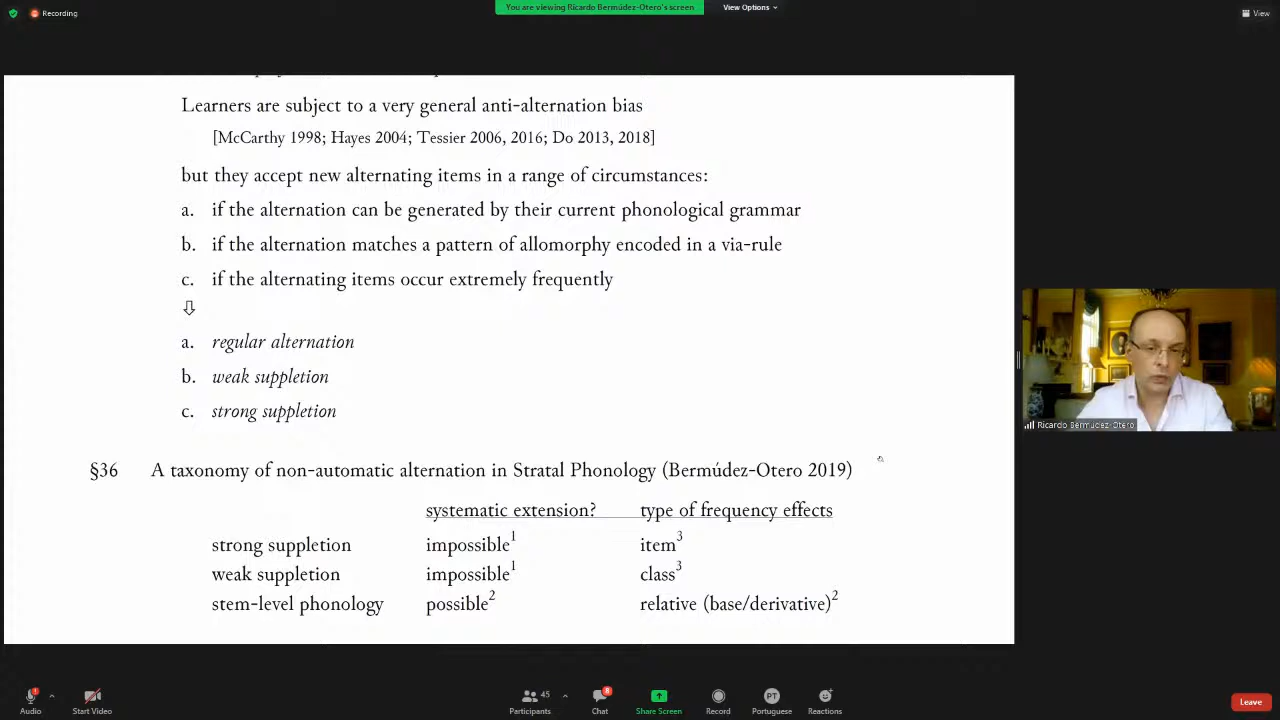 Recording
You are viewing Ricardo Bermúdez-Otero's screen
View Options
View
Learners are subject to a very general anti-alternation bias
[McCarthy 1998; Hayes 2004; Tessier 2006, 2016; Do 2013, 2018]
but they accept new alternating items in a range of circumstances:
a. if the alternation can be generated by their current phonological grammar
b. if the alternation matches a pattern of allomorphy encoded in a via-rule
c. if the alternating items occur extremely frequently
⇩
a. regular alternation
b. weak suppletion
c. strong suppletion
§36 A taxonomy of non-automatic alternation in Stratal Phonology (Bermúdez-Otero 2019)
systematic extension? type of frequency effects
strong suppletion impossible¹ item³
weak suppletion impossible¹ class³
stem-level phonology possible² relative (base/derivative)²
Ricardo Bermúdez-Otero
45 8 PT
Audio Start Video Participants Chat Share Screen Record Portuguese Reactions Leave